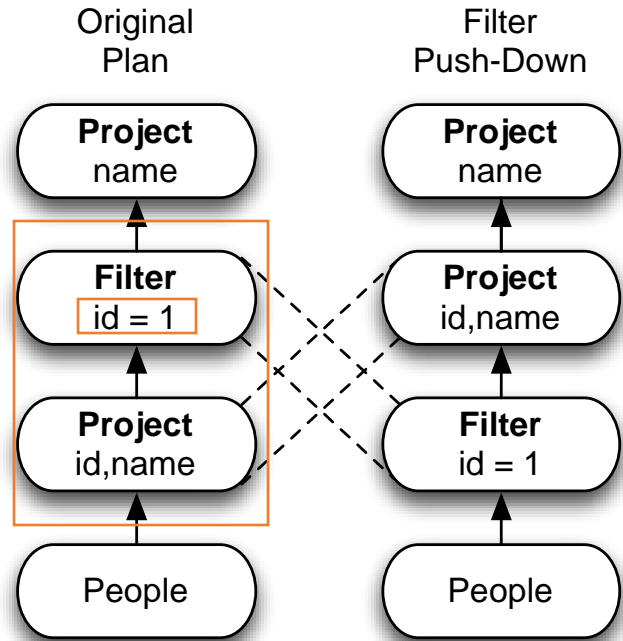 Original
Plan
Project
name
Filter
id = 1
Project
id,name
People
Filter
Push-Down
Project
name
Project
id,name
Filter
id = 1
People